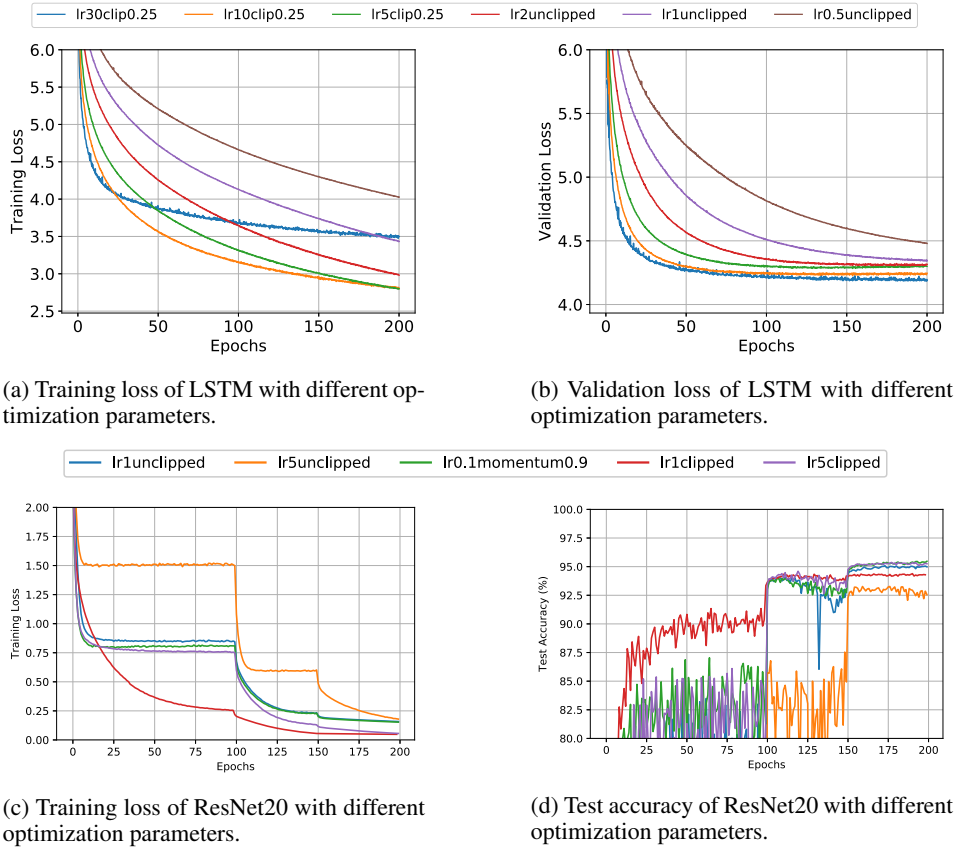 lr30clip0.25 lr10clip0.25 lr5clip0.25 lr2unclipped lr1unclipped lr0.5unclipped
6.0
5.5
5.0
4.5
4.0
3.5
3.0
2.5
Training Loss
0 50 100 150 200
Epochs
6.0
5.5
5.0
4.5
4.0
Validation Loss
0 50 100 150 200
Epochs
(a) Training loss of LSTM with different op-
timization parameters.
(b) Validation loss of LSTM with different
optimization parameters.
lr1unclipped lr5unclipped lr0.1momentum0.9 lr1clipped lr5clipped
2.00
1.75
1.50
1.25
1.00
0.75
0.50
0.25
0.00
Training Loss
0 25 50 75 100 125 150 175 200
Epochs
100.0
97.5
95.0
92.5
90.0
87.5
85.0
82.5
80.0
Test Accuracy (%)
0 25 50 75 100 125 150 175 200
Epochs
(c) Training loss of ResNet20 with different
optimization parameters.
(d) Test accuracy of ResNet20 with different
optimization parameters.